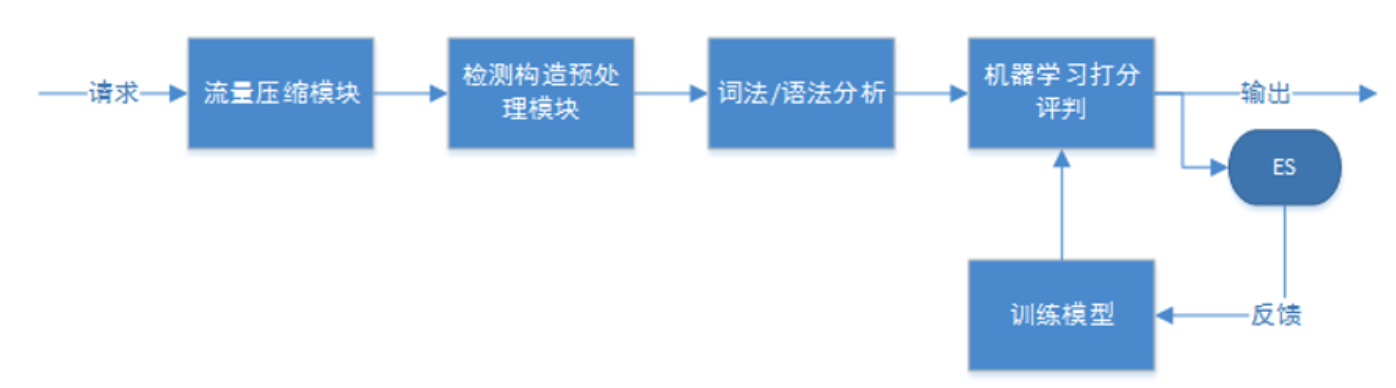 请求
流量压缩模块
检测构造预处
理模块
词法/语法分析
机器学习打分
评判
输出
ES
训练模型
反馈